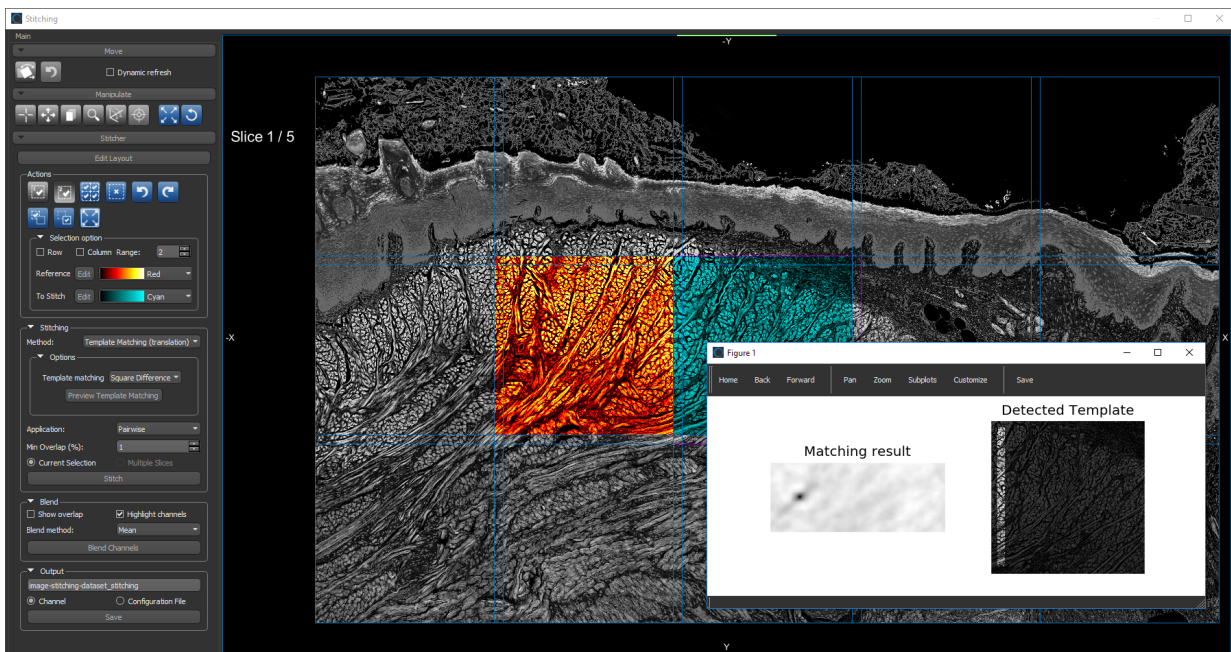 Stitching
Main
Move
Dynamic refresh
Manipulate
Stitcher
Edit Layout
Actions
Selection option
Row Column Range: 2
Reference Edit Red
To Stitch Edit Cyan
Stitching
Method: Template Matching (translation)
Options
Template matching Square Difference
Preview Template Matching
Application: Pairwise
Min Overlap (%): 1
Current Selection Multiple Slices
Stitch
Blend
Show overlap Highlight channels
Blend method: Mean
Blend Channels
Output
image-stitching-dataset_stitching
Channel Configuration File
Save
-Y
Slice 1 / 5
-X
X
Y
Figure 1
Home Back Forward Pan Zoom Subplots Customize Save
Detected Template
Matching result